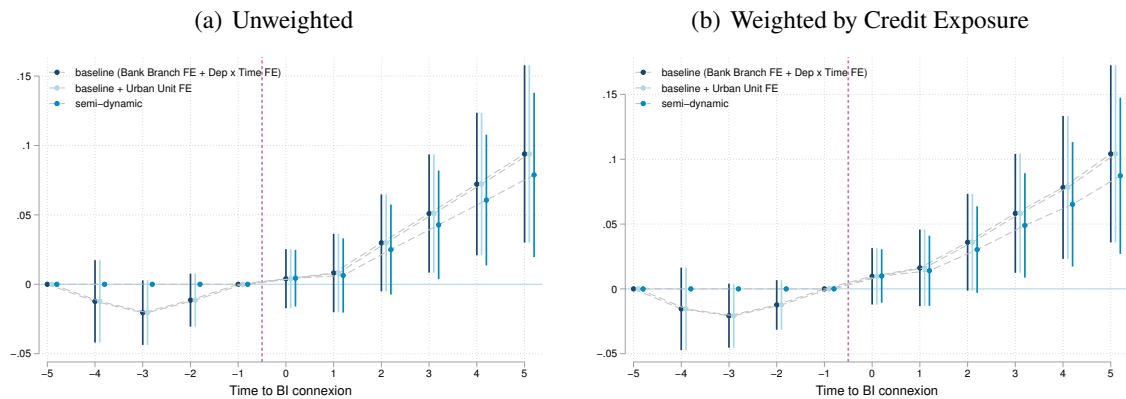 (a) Unweighted
baseline (Bank Branch FE + Dep x Time FE)
baseline + Urban Unit FE
semi-dynamic
.15
.1
.05
0
-.05
-5 -4 -3 -2 -1 0 1 2 3 4 5
Time to BI connexion
(b) Weighted by Credit Exposure
baseline (Bank Branch FE + Dep x Time FE)
baseline + Urban Unit FE
semi-dynamic
.15
.1
.05
0
-.05
-5 -4 -3 -2 -1 0 1 2 3 4 5
Time to BI connexion